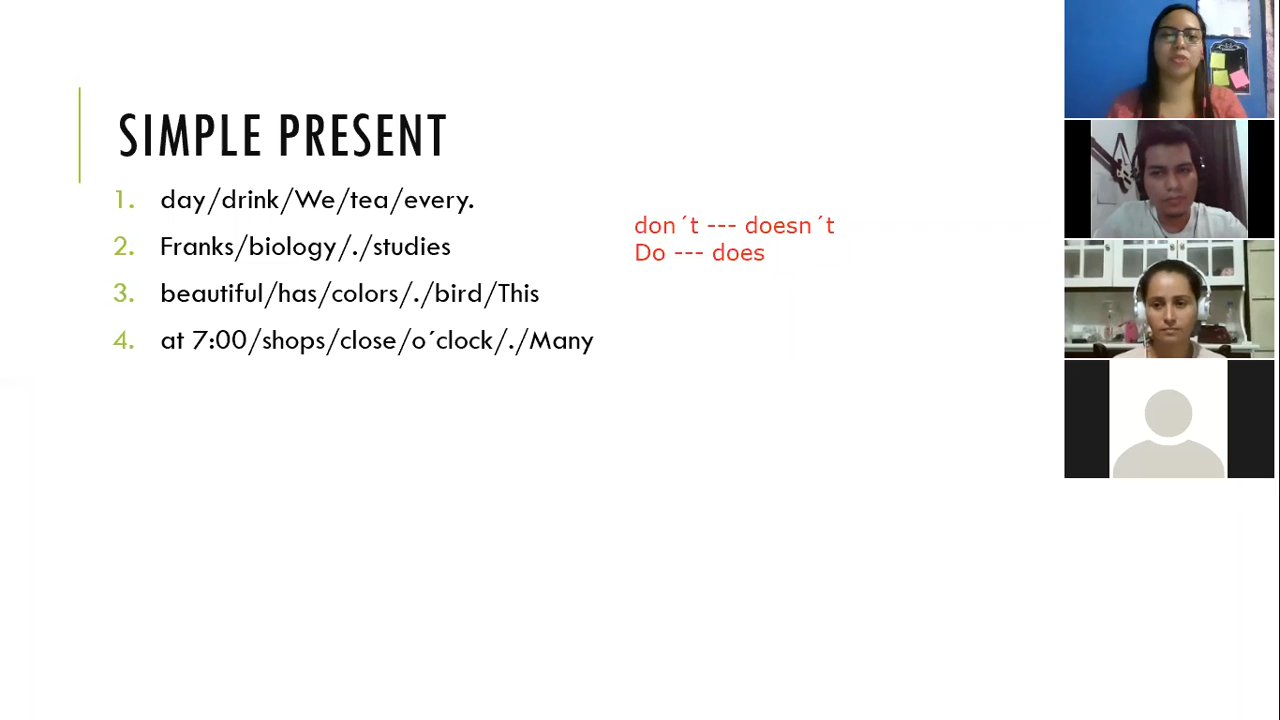 SIMPLE PRESENT
1. day/drink/We/tea/every.
2. Franks/biology/./studies
3. beautiful/has/colors/./bird/This
4. at 7:00/shops/close/o´clock/./Many
don´t --- doesn´t
Do --- does